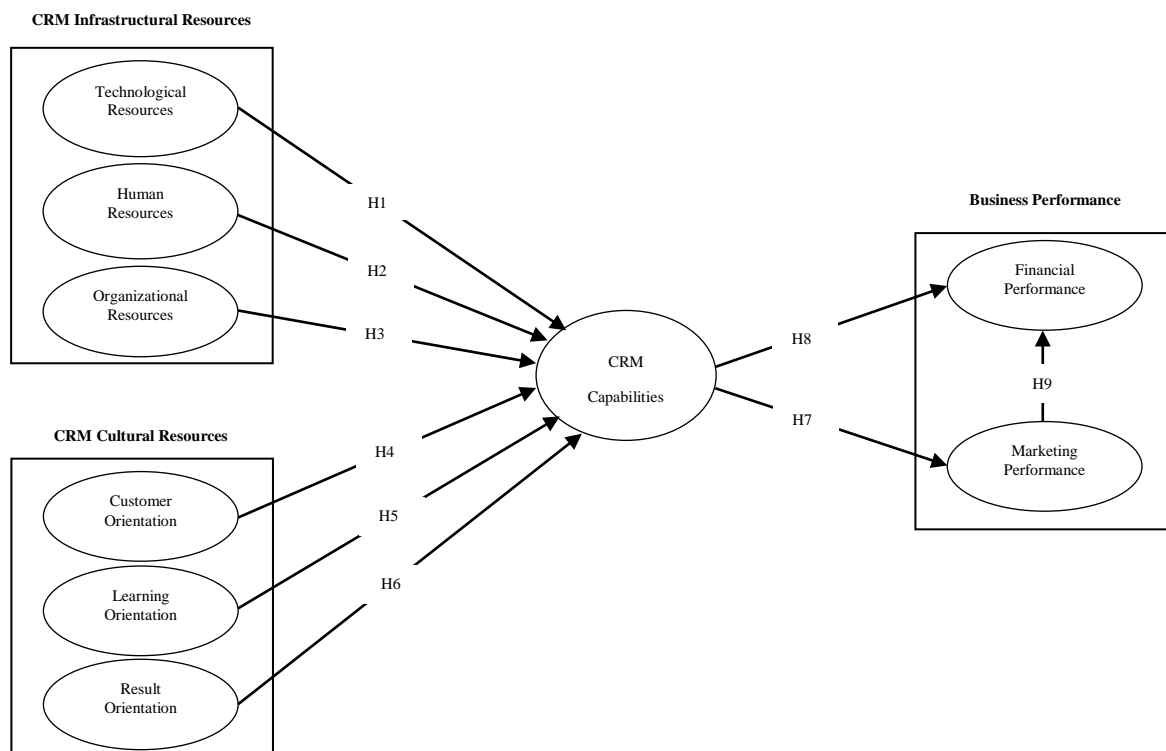 CRM Infrastructural Resources
Technological
Resources
Human
Resources
Organizational
Resources
H1
H2
H3
CRM Cultural Resources
Customer
Orientation
Learning
Orientation
Result
Orientation
H4
H5
H6
CRM
Capabilities
H8
H7
Business Performance
Financial
Performance
H9
Marketing
Performance